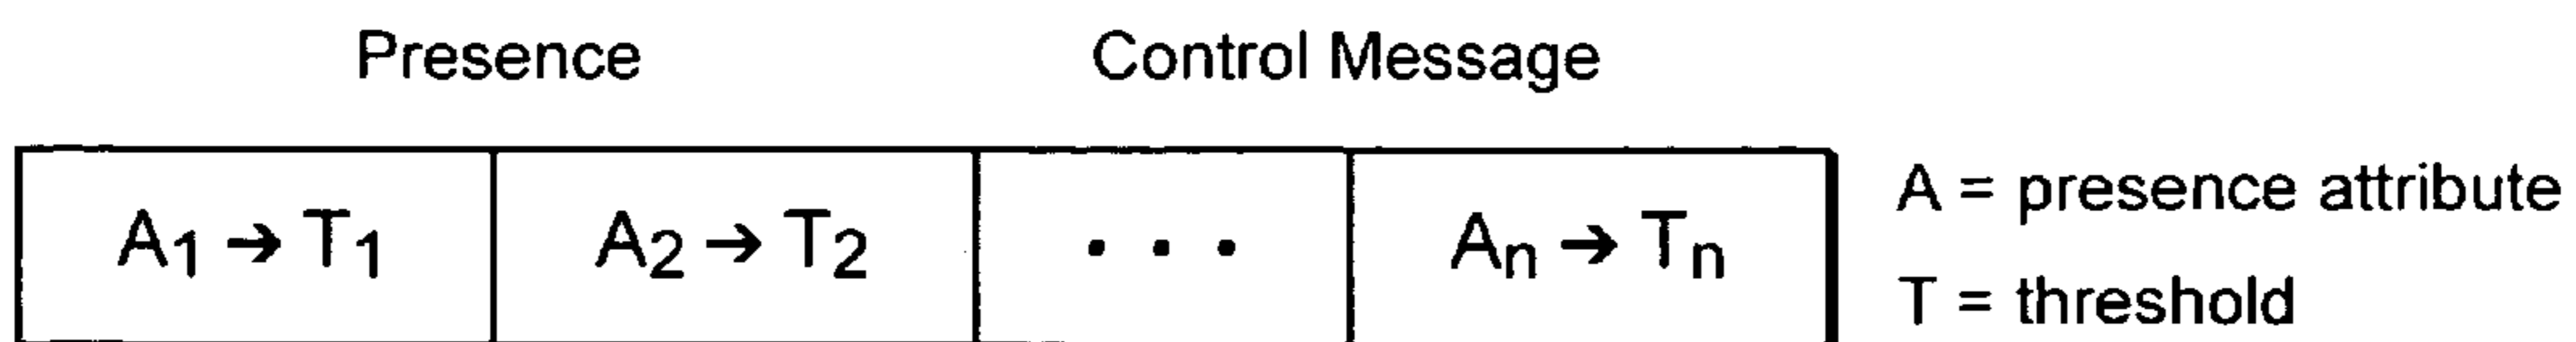 Presence Control Message
A₁ → T₁ A₂ → T₂ . . . Aₙ → Tₙ
A = presence attribute
T = threshold